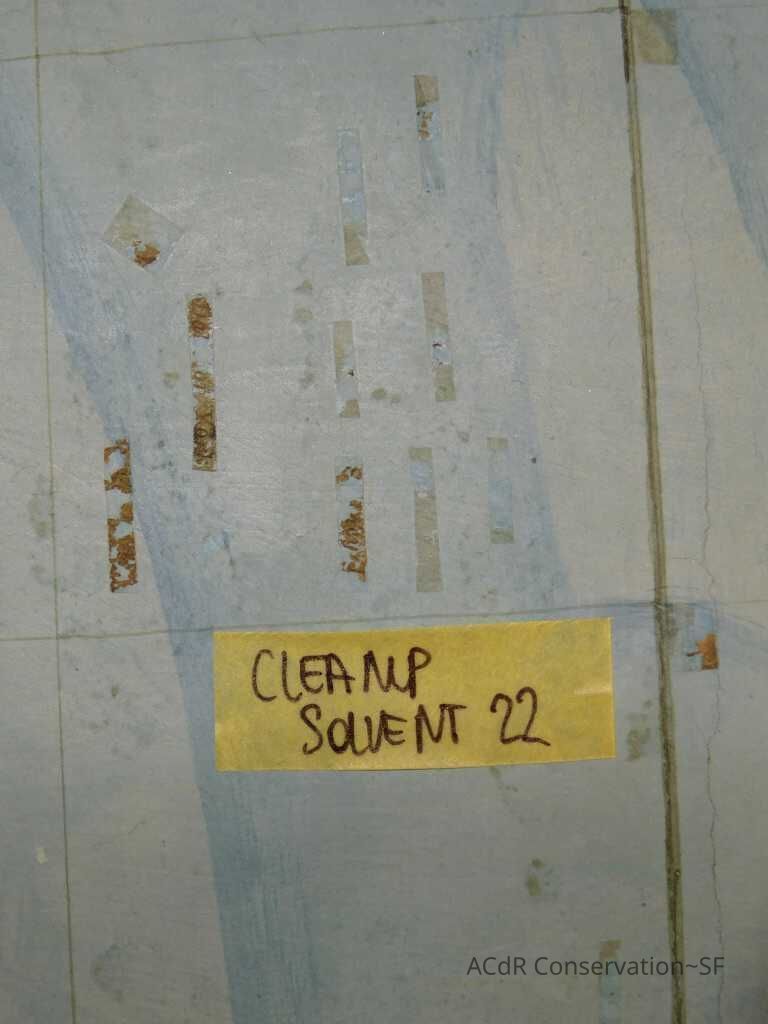 CLEANUP
SOLVENT 22
ACdR Conservation~SF